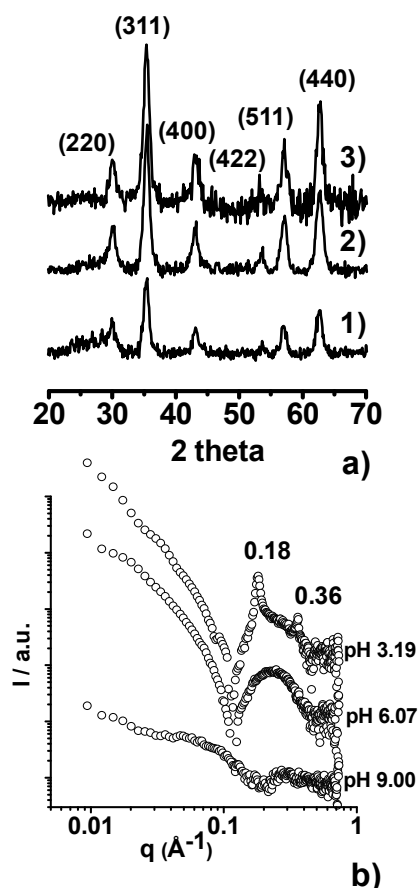 (311)
(440)
(220)
(400)
(511)
(422)
3)
2)
1)
20 30 40 50 60 70
2 theta
a)
0.18
0.36
pH 3.19
pH 6.07
pH 9.00
I / a.u.
0.01 0.1 1
q (Å-1)
b)